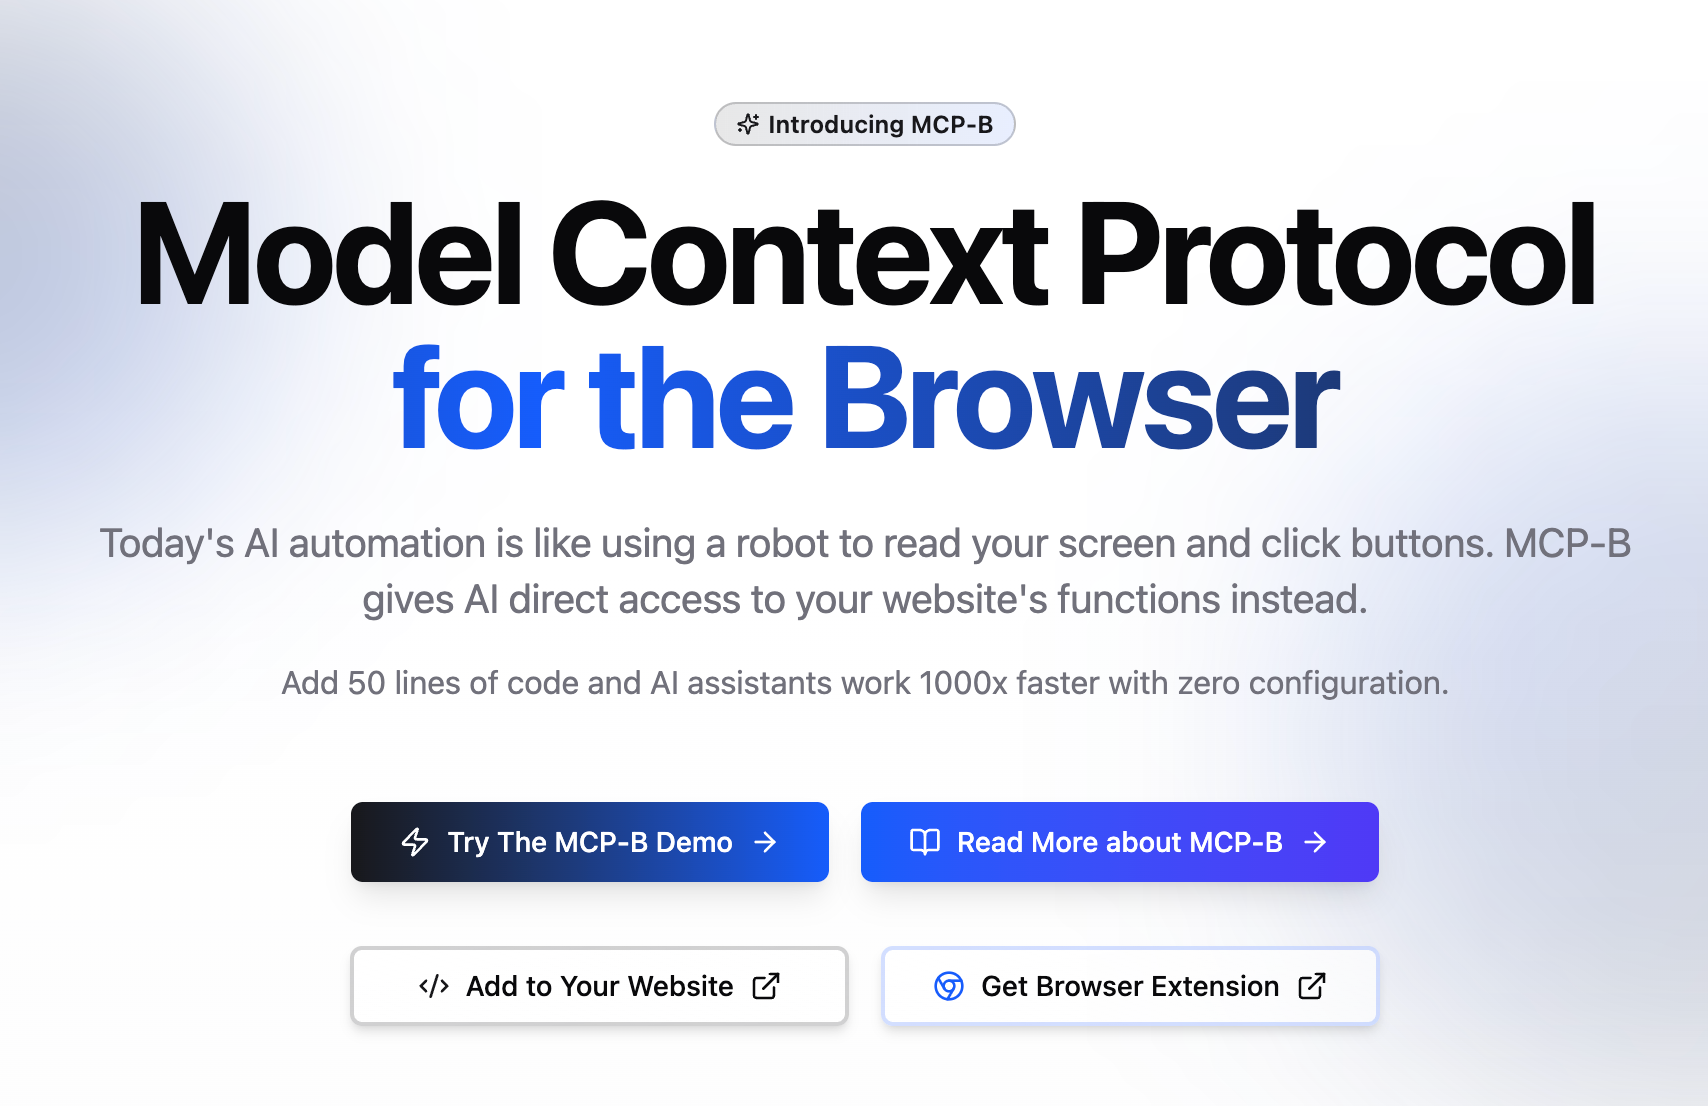 Introducing MCP-B
Model Context Protocol
for the Browser
Today's AI automation is like using a robot to read your screen and click buttons. MCP-B
gives AI direct access to your website's functions instead.
Add 50 lines of code and AI assistants work 1000x faster with zero configuration.
Try The MCP-B Demo
Read More about MCP-B
Add to Your Website
Get Browser Extension